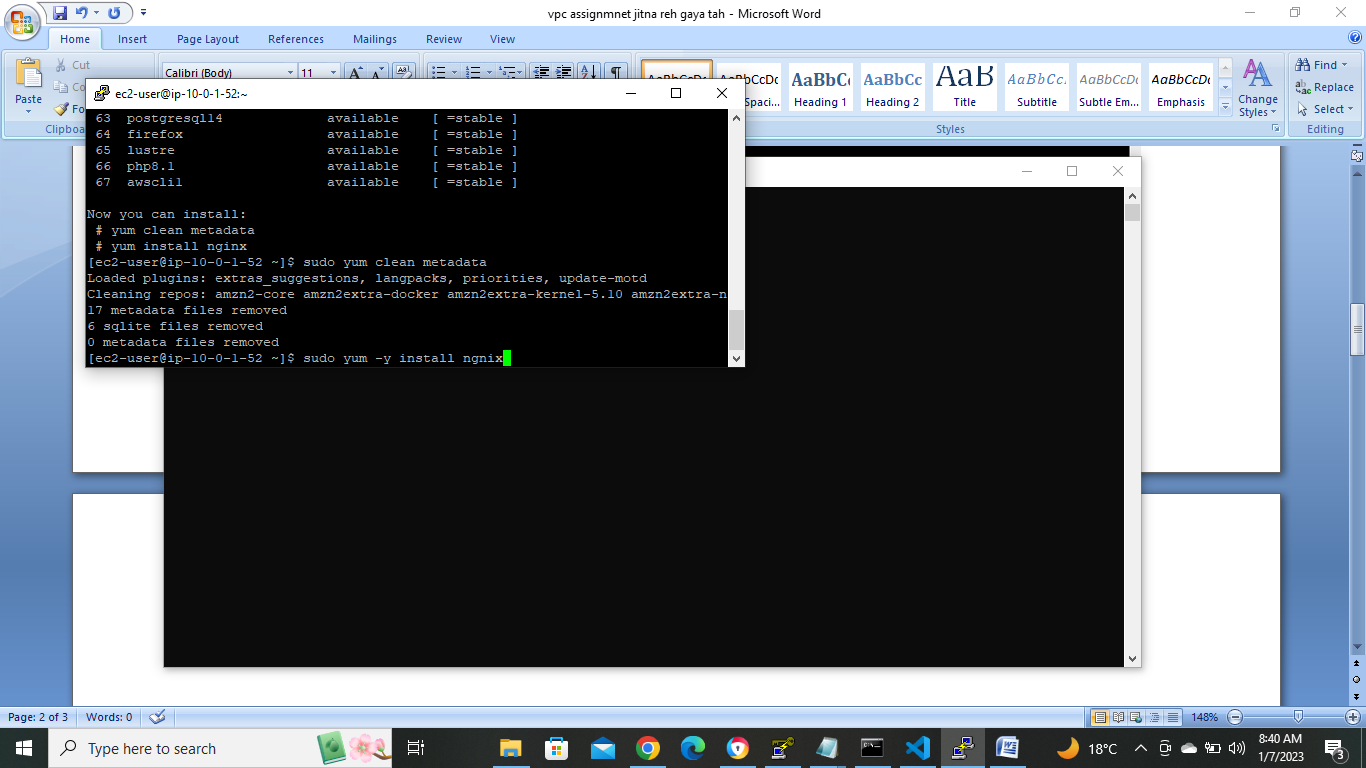 vpc assignmnet jitna reh gaya tah - Microsoft Word
Home Insert Page Layout References Mailings Review View
Cut
Paste
Calibri (Body) 11
Heading 1 Heading 2 Title Subtitle Subtle Em... Emphasis
Change Styles
Find
Replace
Select
Styles Editing
ec2-user@ip-10-0-1-52:~
63 postgresql14 available [ =stable ]
64 firefox available [ =stable ]
65 lustre available [ =stable ]
66 php8.1 available [ =stable ]
67 awscli1 available [ =stable ]
Now you can install:
# yum clean metadata
# yum install nginx
[ec2-user@ip-10-0-1-52 ~]$ sudo yum clean metadata
Loaded plugins: extras_suggestions, langpacks, priorities, update-motd
Cleaning repos: amzn2-core amzn2extra-docker amzn2extra-kernel-5.10 amzn2extra-n
17 metadata files removed
6 sqlite files removed
0 metadata files removed
[ec2-user@ip-10-0-1-52 ~]$ sudo yum -y install ngnix
Page: 2 of 3 Words: 0 148%
Type here to search
18°C
8:40 AM
1/7/2023
3